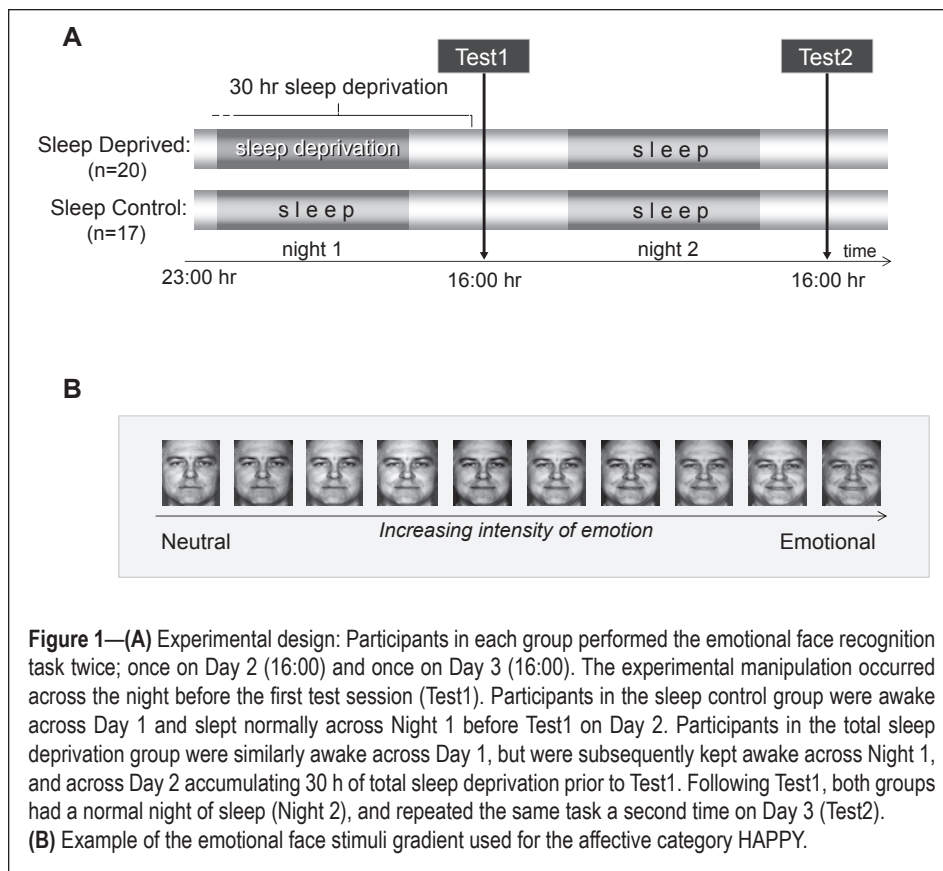 A
Test1
Test2
30 hr sleep deprivation
Sleep Deprived:
(n=20)
sleep deprivation
sleep
Sleep Control:
(n=17)
sleep
sleep
night 1
night 2
time
23:00 hr
16:00 hr
16:00 hr
B
Increasing intensity of emotion
Neutral
Emotional
Figure 1—(A) Experimental design: Participants in each group performed the emotional face recognition
task twice; once on Day 2 (16:00) and once on Day 3 (16:00). The experimental manipulation occurred
across the night before the first test session (Test1). Participants in the sleep control group were awake
across Day 1 and slept normally across Night 1 before Test1 on Day 2. Participants in the total sleep
deprivation group were similarly awake across Day 1, but were subsequently kept awake across Night 1,
and across Day 2 accumulating 30 h of total sleep deprivation prior to Test1. Following Test1, both groups
had a normal night of sleep (Night 2), and repeated the same task a second time on Day 3 (Test2).
(B) Example of the emotional face stimuli gradient used for the affective category HAPPY.